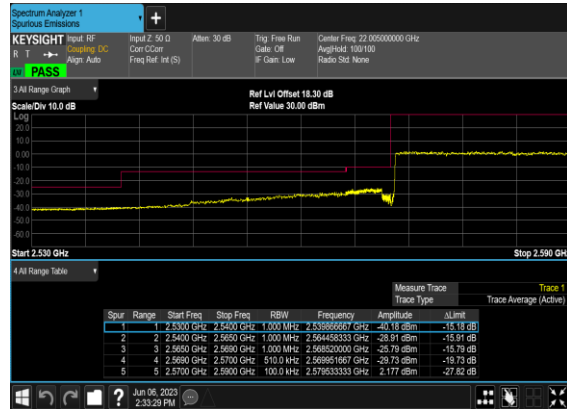 Spectrum Analyzer 1
Spurious Emissions
+
KEYSIGHT Input: RF Input Z: 50 Ω Atten: 30 dB Trig: Free Run Center Freq: 22.005000000 GHz
R T Coupling: DC Corr CCorr Gate: Off Avg|Hold: 100/100
Align: Auto Freq Ref: Int (S) IF Gain: Low Radio Std: None
PASS
3 All Range Graph
Ref Lvl Offset 18.30 dB
Scale/Div 10.0 dB Ref Value 30.00 dBm
Log
20.0
10.0
0.00
-10.0
-20.0
-30.0
-40.0
-50.0
-60.0
Start 2.530 GHz Stop 2.590 GH
4 All Range Table
Measure Trace Trace 1
Trace Type Trace Average (Active)
Spur Range Start Freq Stop Freq RBW Frequency Amplitude ΔLimit
1 1 2.5300 GHz 2.5400 GHz 1.000 MHz 2.539866667 GHz -40.18 dBm -15.18 dB
2 2 2.5400 GHz 2.5650 GHz 1.000 MHz 2.564458333 GHz -28.91 dBm -15.91 dB
3 3 2.5650 GHz 2.5690 GHz 1.000 MHz 2.568520000 GHz -25.79 dBm -15.79 dB
4 4 2.5690 GHz 2.5700 GHz 510.0 kHz 2.569951667 GHz -29.73 dBm -19.73 dB
5 5 2.5700 GHz 2.5900 GHz 100.0 kHz 2.579533333 GHz 2.177 dBm -27.82 dB
? Jun 06, 2023
2:33:29 PM